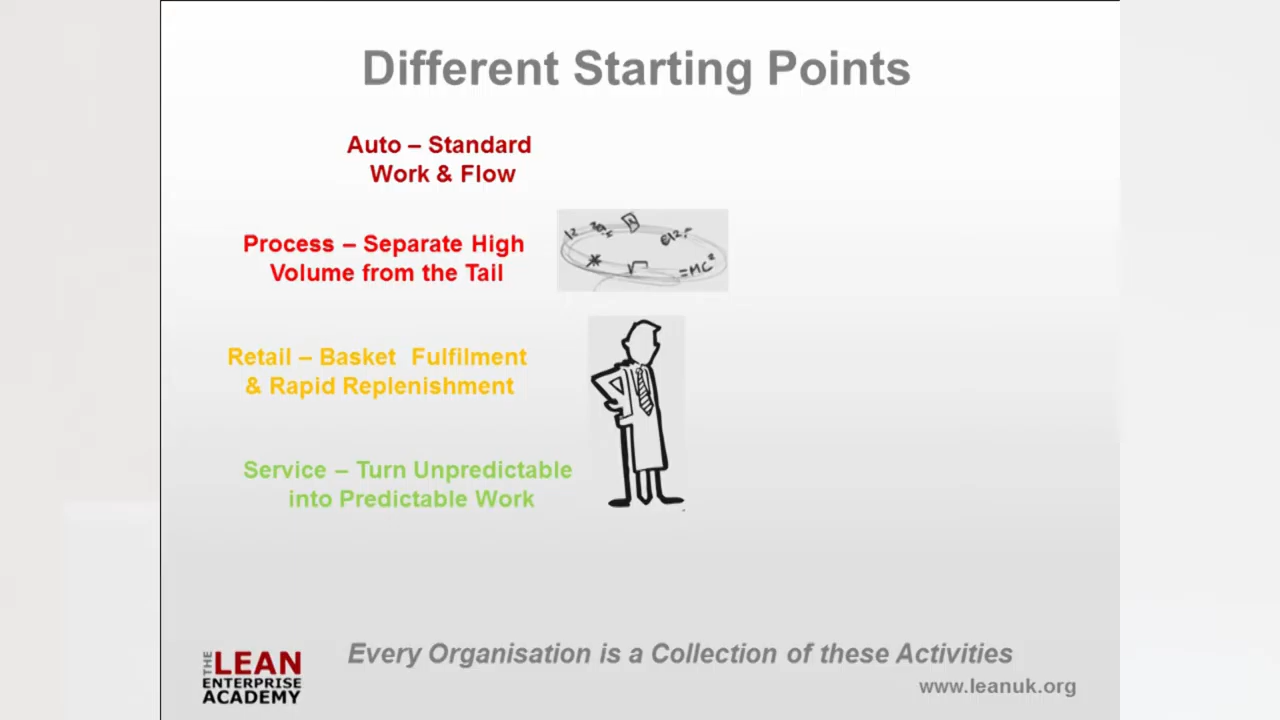 Different Starting Points
Auto – Standard
Work & Flow
Process – Separate High
Volume from the Tail
=MC²
Retail – Basket Fulfilment
& Rapid Replenishment
Service – Turn Unpredictable
into Predictable Work
Every Organisation is a Collection of these Activities
THE LEAN
ENTERPRISE
ACADEMY
www.leanuk.org